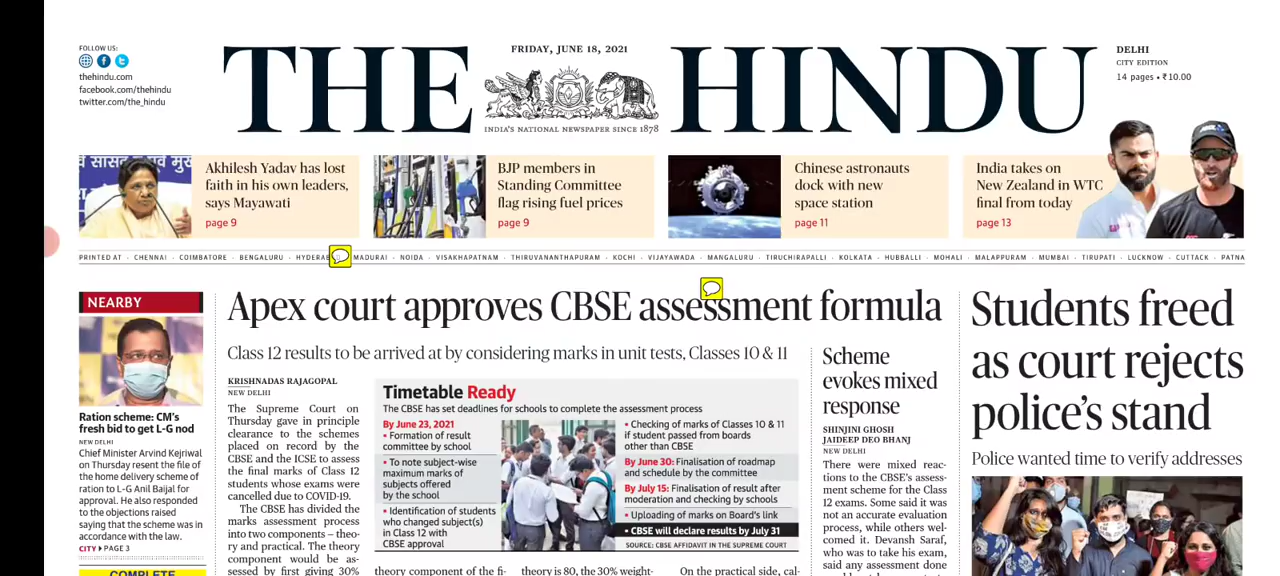 FOLLOW US:
thehindu.com
facebook.com/thehindu
twitter.com/the_hindu
THE HINDU
FRIDAY, JUNE 18, 2021
INDIA'S NATIONAL NEWSPAPER SINCE 1878
DELHI
CITY EDITION
14 pages • ₹10.00
Akhilesh Yadav has lost
faith in his own leaders,
says Mayawati
page 9
BJP members in
Standing Committee
flag rising fuel prices
page 9
Chinese astronauts
dock with new
space station
page 11
India takes on
New Zealand in WTC
final from today
page 13
PRINTED AT · CHENNAI · COIMBATORE · BENGALURU · HYDERAB · MADURAI · NOIDA · VISAKHAPATNAM · THIRUVANANTHAPURAM · KOCHI · VIJAYAWADA · MANGALURU · TIRUCHIRAPALLI · KOLKATA · HUBBALLI · MOHALI · MALAPPURAM · MUMBAI · TIRUPATI · LUCKNOW · CUTTACK · PATNA
NEARBY
Ration scheme: CM's
fresh bid to get L-G nod
NEW DELHI
Chief Minister Arvind Kejriwal
on Thursday resent the file of
the home delivery scheme of
ration to L-G Anil Baijal for
approval. He also responded
to the objections raised
saying that the scheme was in
accordance with the law.
CITY ▶ PAGE 3
COMPLETE
Apex court approves CBSE assessment formula
Class 12 results to be arrived at by considering marks in unit tests, Classes 10 & 11
KRISHNADAS RAJAGOPAL
NEW DELHI
The Supreme Court on
Thursday gave in principle
clearance to the schemes
placed on record by the
CBSE and the ICSE to assess
the final marks of Class 12
students whose exams were
cancelled due to COVID-19.
The CBSE has divided the
marks assessment process
into two components – theo-
ry and practical. The theory
component would be as-
sessed by first giving 30%
Timetable Ready
The CBSE has set deadlines for schools to complete the assessment process
By June 23, 2021
• Formation of result
committee by school
• To note subject-wise
maximum marks of
subjects offered
by the school
• Identification of students
who changed subject(s)
in Class 12 with
CBSE approval
• Checking of marks of Classes 10 & 11
if student passed from boards
other than CBSE
By June 30: Finalisation of roadmap
and schedule by the committee
By July 15: Finalisation of result after
moderation and checking by schools
• Uploading of marks on Board's link
• CBSE will declare results by July 31
SOURCE: CBSE AFFIDAVIT IN THE SUPREME COURT
theory component of the fi-
theory is 80, the 30% weight-
On the practical side, cal-
Scheme
evokes mixed
response
SHINJINI GHOSH
JAIDEEP DEO BHANJ
NEW DELHI
There were mixed reac-
tions to the CBSE's assess-
ment scheme for the Class
12 exams. Some said it was
not an accurate evaluation
process, while others wel-
comed it. Devansh Saraf,
who was to take his exam,
said any assessment done
Students freed
as court rejects
police's stand
Police wanted time to verify addresses